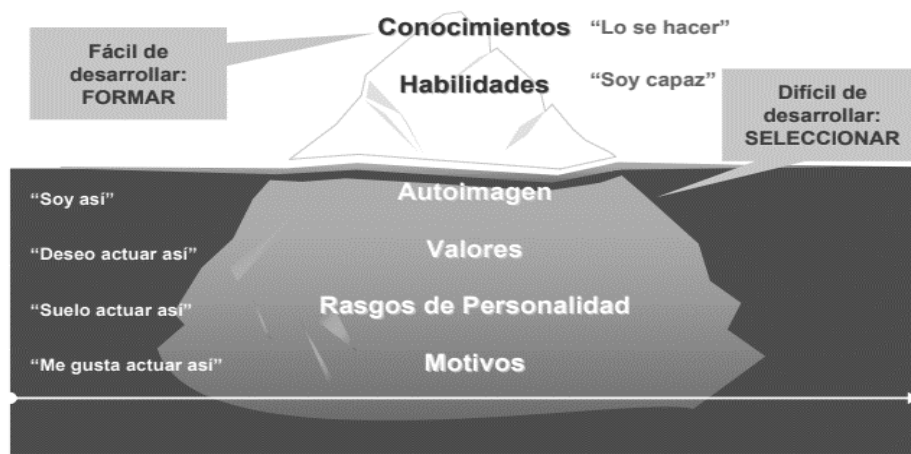 Conocimientos “Lo se hacer”
Fácil de
desarrollar:
FORMAR
Habilidades “Soy capaz”
Difícil de
desarrollar:
SELECCIONAR
“Soy así” Autoimagen
“Deseo actuar así” Valores
“Suelo actuar así” Rasgos de Personalidad
“Me gusta actuar así” Motivos